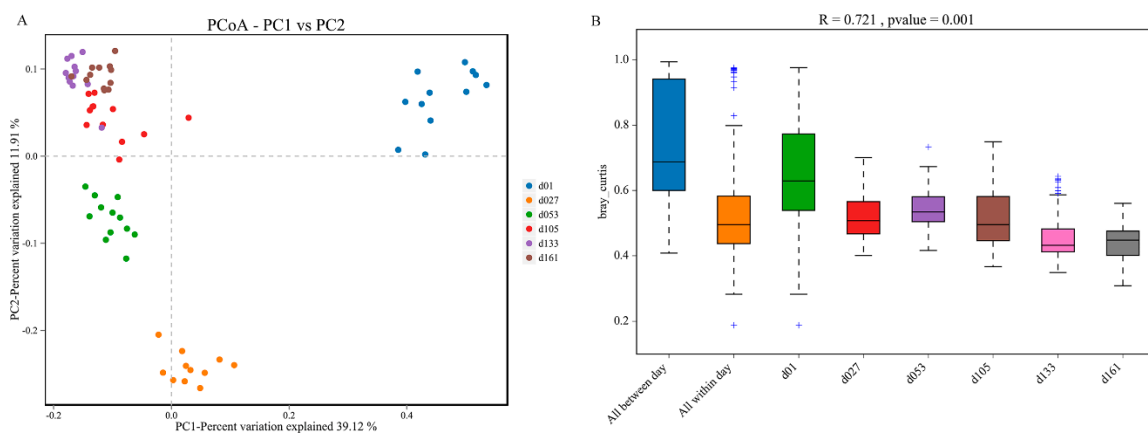 A
PCoA - PC1 vs PC2
PC2-Percent variation explained 11.91 %
0.1
0.0
-0.1
-0.2
-0.2
0.0
0.2
0.4
PC1-Percent variation explained 39.12 %
d01
d027
d053
d105
d133
d161
B
R = 0.721 , pvalue = 0.001
bray_curtis
1.0
0.8
0.6
0.4
0.2
All between day
All within day
d01
d027
d053
d105
d133
d161